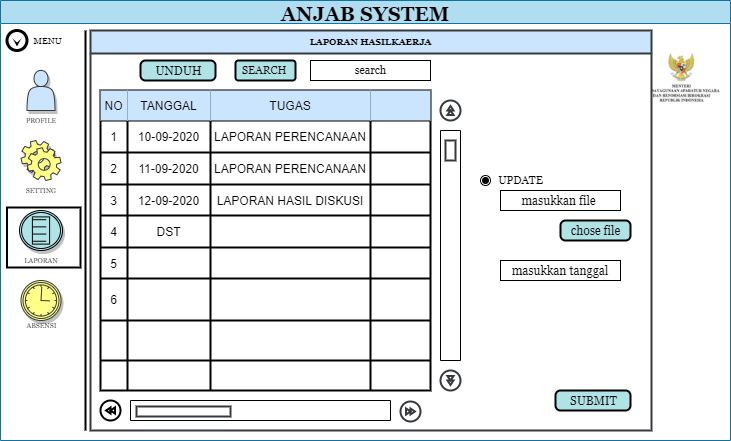 ANJAB SYSTEM
MENU
LAPORAN HASILKAERJA
UNDUH
SEARCH
search
MENTERI
PENDAYAGUNAAN APARATUR NEGARA
DAN REFORMASI BIROKRASI
REPUBLIK INDONESIA
NO TANGGAL TUGAS
1 10-09-2020 LAPORAN PERENCANAAN
2 11-09-2020 LAPORAN PERENCANAAN
3 12-09-2020 LAPORAN HASIL DISKUSI
4 DST
5
6
PROFILE
SETTING
LAPORAN
ABSENSI
UPDATE
masukkan file
chose file
masukkan tanggal
SUBMIT